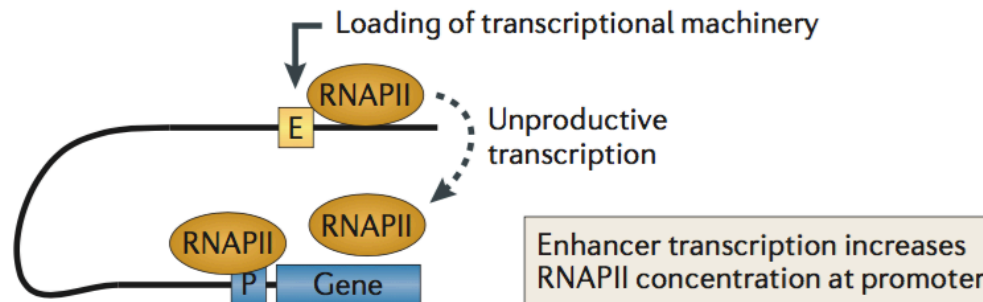 Loading of transcriptional machinery
RNAPII
E
Unproductive
transcription
RNAPII
RNAPII
P
Gene
Enhancer transcription increases
RNAPII concentration at promoter